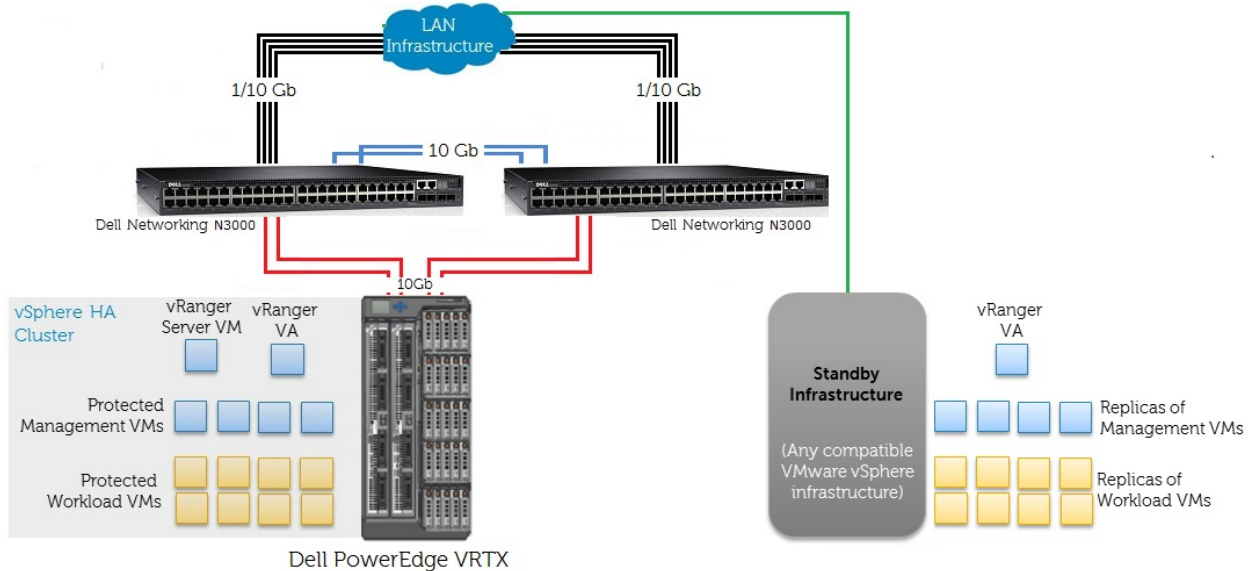 LAN
Infrastructure
1/10 Gb
1/10 Gb
10 Gb
DELL
DELL
Dell Networking N3000
Dell Networking N3000
10Gb
vSphere HA
Cluster
vRanger
Server VM
vRanger
VA
Protected
Management VMs
Protected
Workload VMs
Dell PowerEdge VRTX
Standby
Infrastructure
(Any compatible
VMware vSphere
infrastructure)
vRanger
VA
Replicas of
Management VMs
Replicas of
Workload VMs